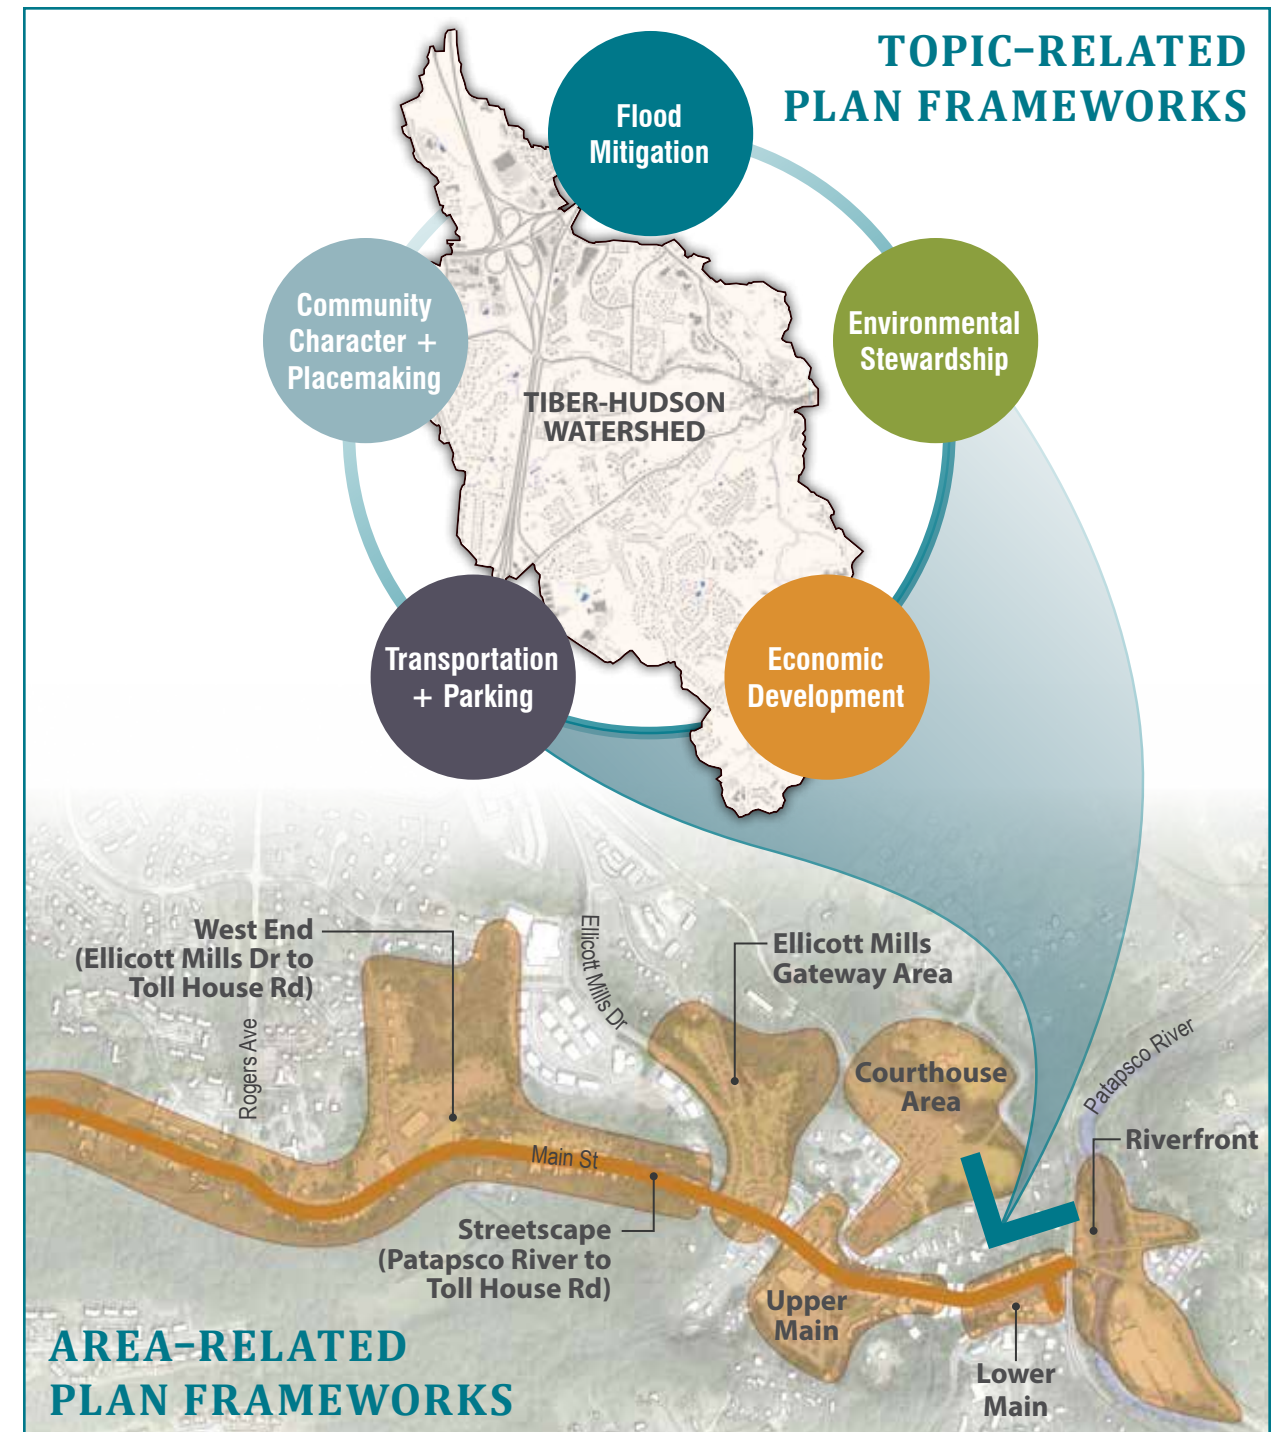 TOPIC–RELATED
PLAN FRAMEWORKS
Flood
Mitigation
Community
Character +
Placemaking
Environmental
Stewardship
TIBER-HUDSON
WATERSHED
Transportation
+ Parking
Economic
Development
West End
(Ellicott Mills Dr to
Toll House Rd)
Ellicott Mills Dr
Ellicott Mills
Gateway Area
Rogers Ave
Courthouse
Area
Patapsco River
Riverfront
Main St
Streetscape
(Patapsco River to
Toll House Rd)
Upper
Main
Lower
Main
AREA–RELATED
PLAN FRAMEWORKS